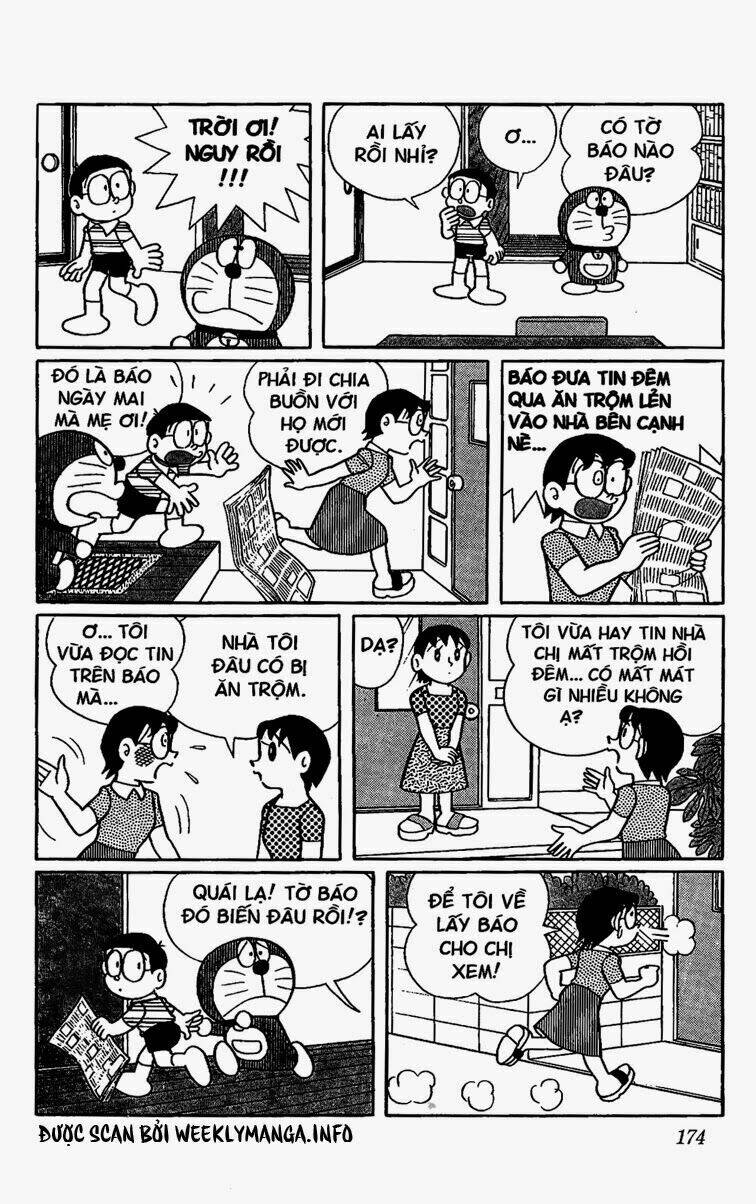 CÓ TỜ
BÁO NÀO
ĐÂU?
Ơ...
AI LẤY
RỒI NHỈ?
TRỜI ƠI!
NGUY RỒI
!!!
BÁO ĐƯA TIN ĐÊM
QUA ĂN TRỘM LẺN
VÀO NHÀ BÊN CẠNH
NÈ...
PHẢI ĐI CHIA
BUỒN VỚI
HỌ MỚI
ĐƯỢC.
ĐÓ LÀ BÁO
NGÀY MAI
MÀ MẸ ƠI!
TÔI VỪA HAY TIN NHÀ
CHỊ MẤT TRỘM HỒI
ĐÊM... CÓ MẤT MÁT
GÌ NHIỀU KHÔNG
Ạ?
DẠ?
NHÀ TÔI
ĐÂU CÓ BỊ
ĂN TRỘM.
Ơ... TÔI
VỪA ĐỌC TIN
TRÊN BÁO
MÀ...
ĐỂ TÔI VỀ
LẤY BÁO
CHO CHỊ
XEM!
QUÁI LẠ! TỜ BÁO
ĐÓ BIẾN ĐÂU RỒI!?
ĐƯỢC SCAN BỞI WEEKLYMANGA.INFO
174